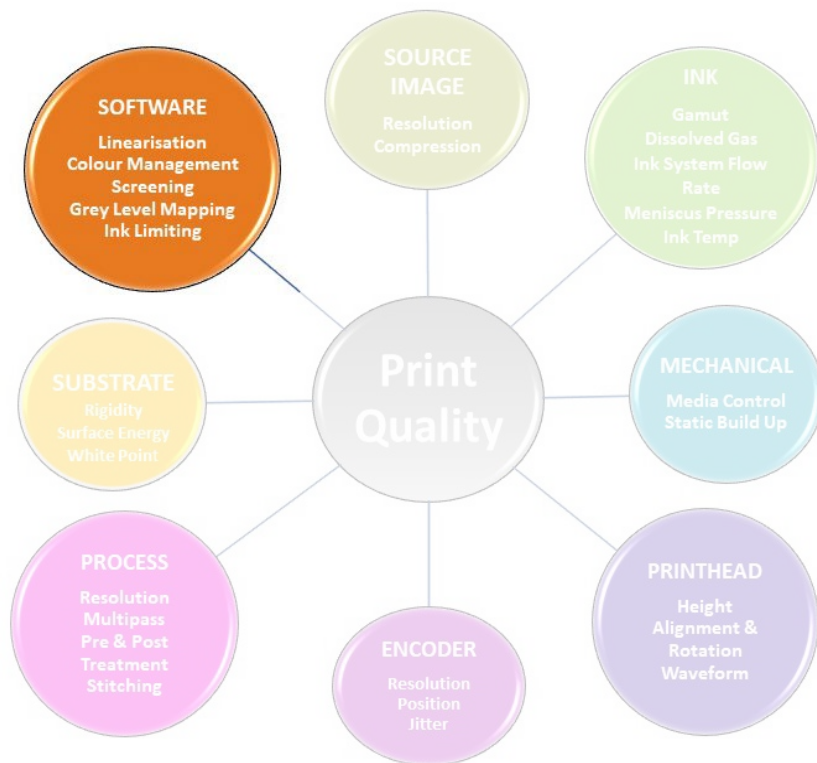 SOFTWARE
Linearisation
Colour Management
Screening
Grey Level Mapping
Ink Limiting
SOURCE
IMAGE
Resolution
Compression
INK
Gamut
Dissolved Gas
Ink System Flow
Rate
Meniscus Pressure
Ink Temp
SUBSTRATE
Rigidity
Surface Energy
White Point
Print
Quality
MECHANICAL
Media Control
Static Build Up
PROCESS
Resolution
Multipass
Pre & Post
Treatment
Stitching
ENCODER
Resolution
Position
Jitter
PRINTHEAD
Height
Alignment &
Rotation
Waveform